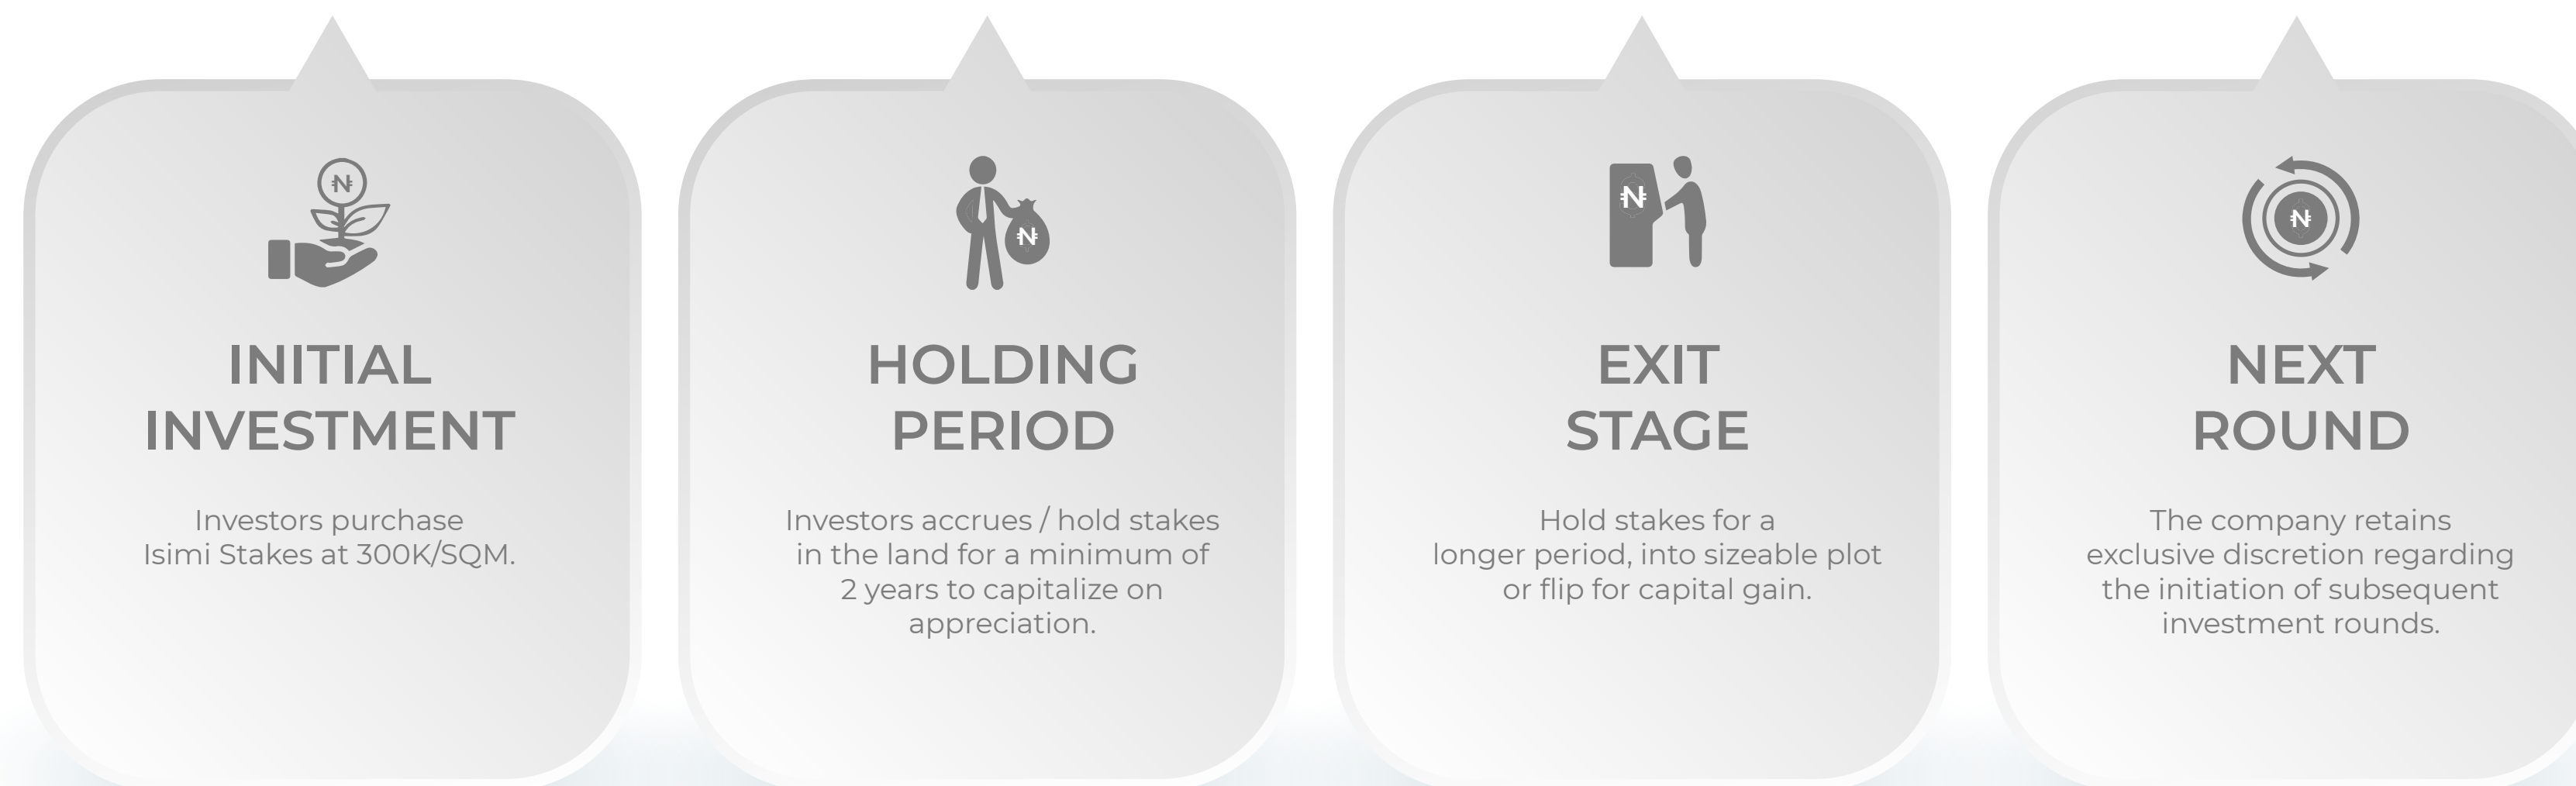 ₦
INITIAL
INVESTMENT
Investors purchase
Isimi Stakes at 300K/SQM.
₦
HOLDING
PERIOD
Investors accrues / hold stakes
in the land for a minimum of
2 years to capitalize on
appreciation.
₦
EXIT
STAGE
Hold stakes for a
longer period, into sizeable plot
or flip for capital gain.
₦
NEXT
ROUND
The company retains
exclusive discretion regarding
the initiation of subsequent
investment rounds.